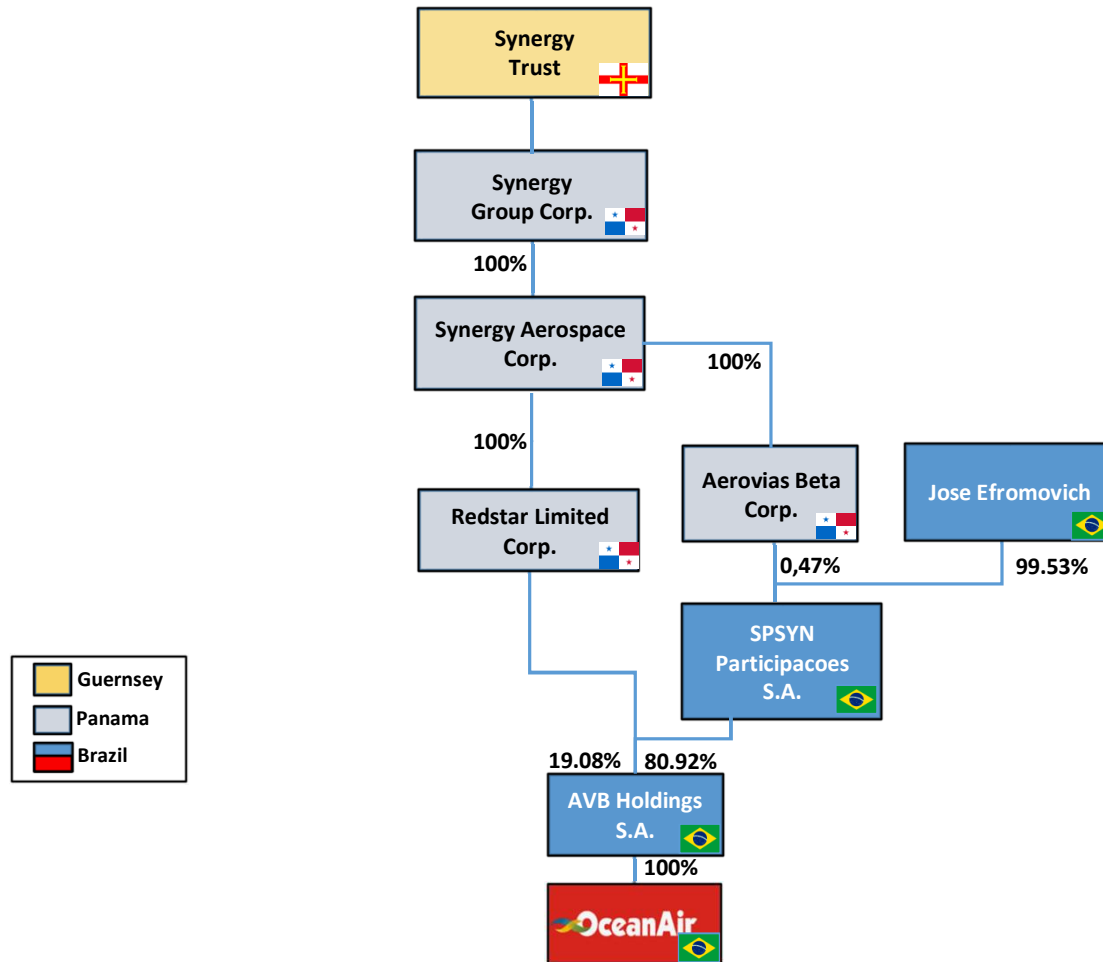 Synergy
Trust
Synergy
Group Corp.
100%
Synergy Aerospace
Corp.
100%
100%
Aerovias Beta
Corp.
Jose Efromovich
Redstar Limited
Corp.
0,47%
99.53%
SPSYN
Participacoes
S.A.
Guernsey
Panama
Brazil
19.08%
80.92%
AVB Holdings
S.A.
100%
OceanAir